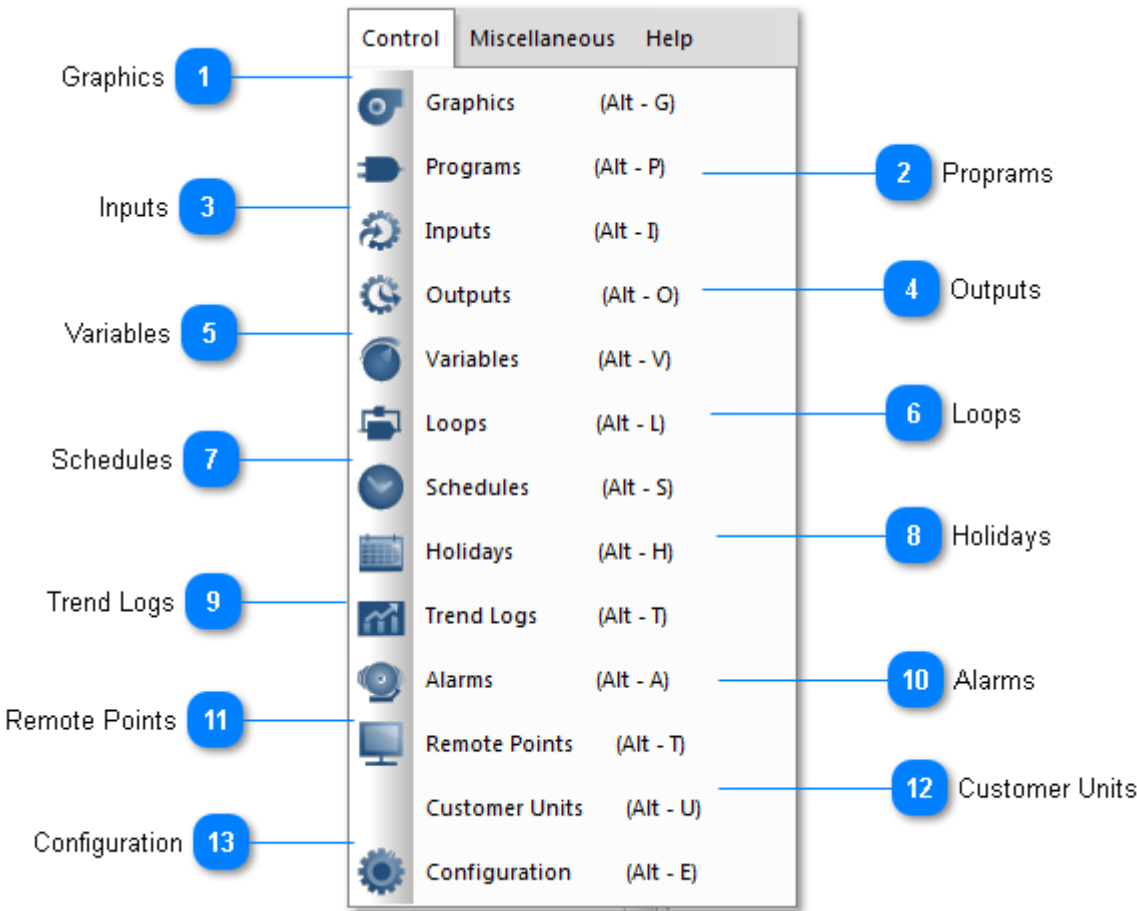 Control Miscellaneous Help
Graphics 1
Graphics (Alt - G)
Programs (Alt - P)
2 Proprams
Inputs 3
Inputs (Alt - I)
Outputs (Alt - O)
4 Outputs
Variables 5
Variables (Alt - V)
Loops (Alt - L)
6 Loops
Schedules 7
Schedules (Alt - S)
Holidays (Alt - H)
8 Holidays
Trend Logs 9
Trend Logs (Alt - T)
Alarms (Alt - A)
10 Alarms
Remote Points 11
Remote Points (Alt - T)
Customer Units (Alt - U)
12 Customer Units
Configuration 13
Configuration (Alt - E)